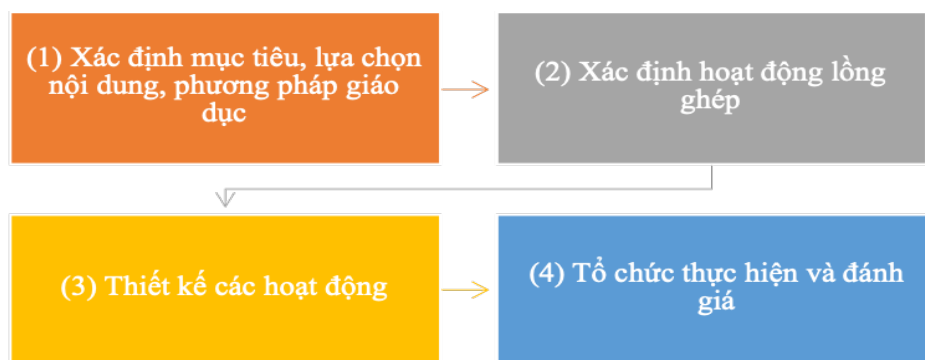 (1) Xác định mục tiêu, lựa chọn
nội dung, phương pháp giáo
dục
(2) Xác định hoạt động lồng
ghép
(3) Thiết kế các hoạt động
(4) Tổ chức thực hiện và đánh
giá